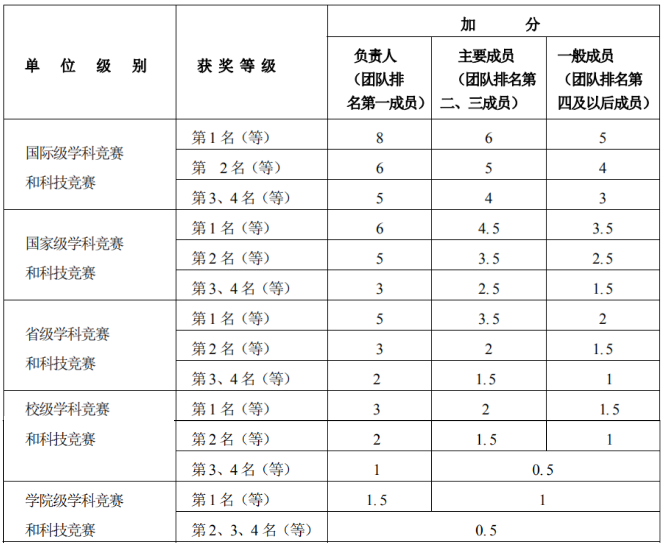 加 分
单 位 级 别
获 奖 等 级
负责人
（团队排
名第一成员）
主要成员
（团队排名第
二、三成员）
一般成员
（团队排名第
四及以后成员）
国际级学科竞赛
和科技竞赛
第 1 名（等） 8 6 5
第 2 名（等） 6 5 4
第 3、4 名（等） 5 4 3
国家级学科竞赛
和科技竞赛
第 1 名（等） 6 4.5 3.5
第 2 名（等） 5 3.5 2.5
第 3、4 名（等） 3 2.5 1.5
省级学科竞赛
和科技竞赛
第 1 名（等） 5 3.5 2
第 2 名（等） 3 2 1.5
第 3、4 名（等） 2 1.5 1
校级学科竞赛
和科技竞赛
第 1 名（等） 3 2 1.5
第 2 名（等） 2 1.5 1
第 3、4 名（等） 1 0.5
学院级学科竞赛
和科技竞赛
第 1 名（等） 1.5 1
第 2、3、4 名（等） 0.5